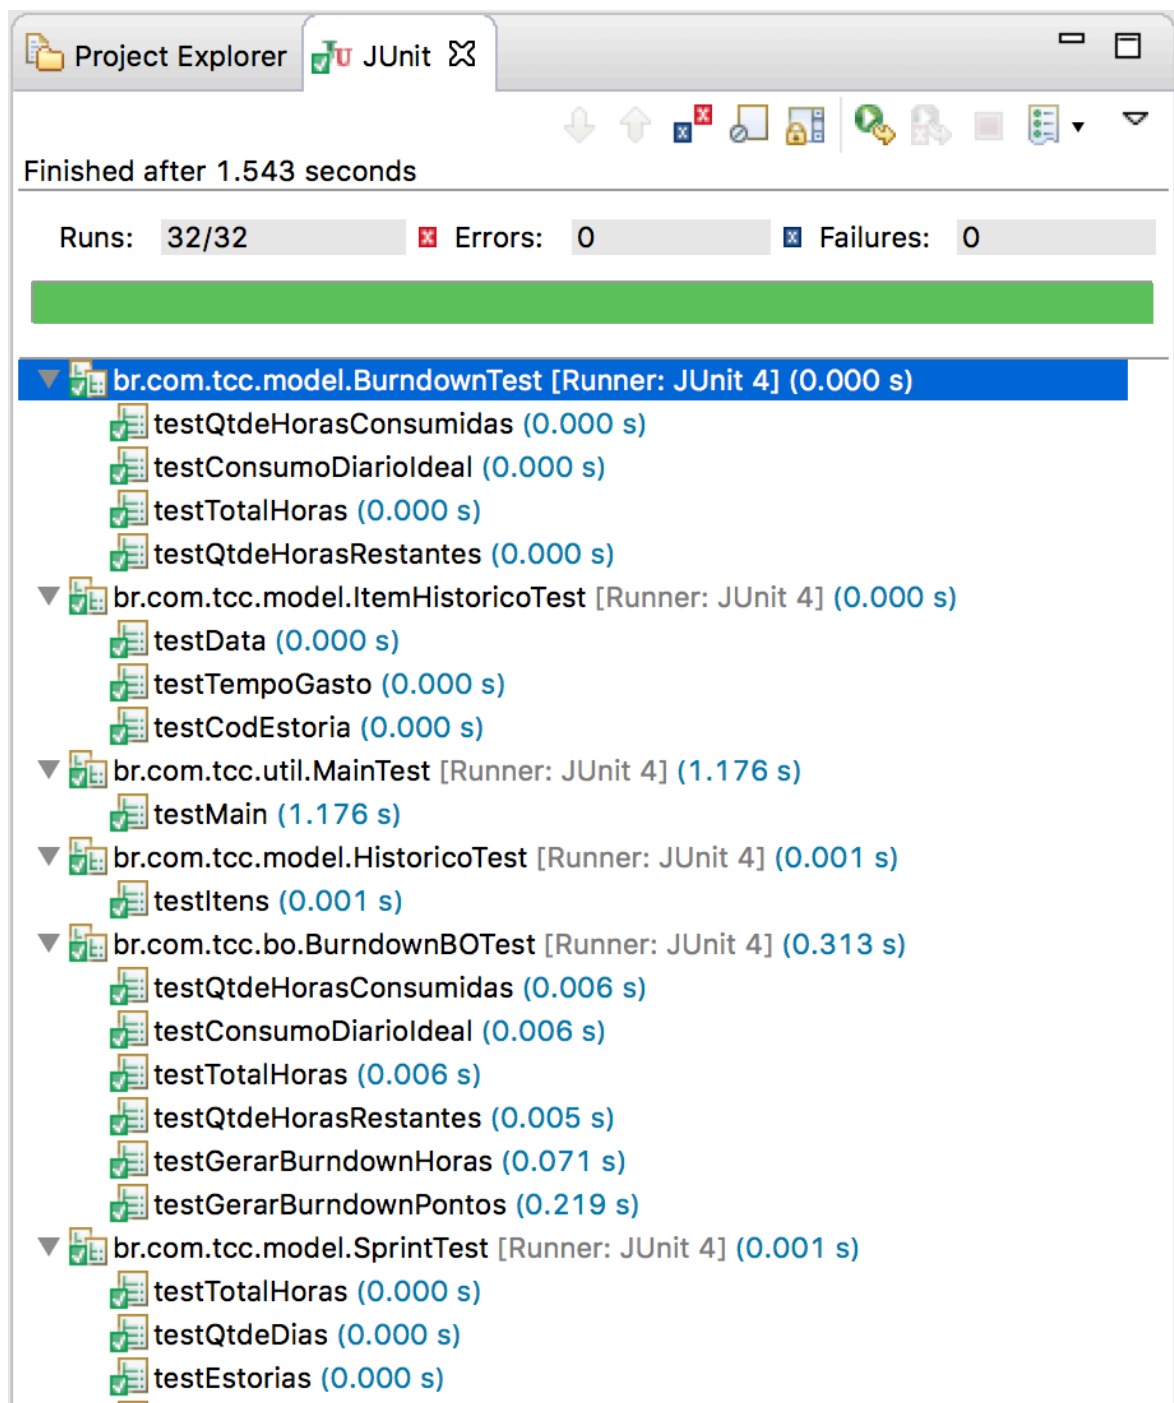 Project Explorer JUnit
Finished after 1.543 seconds
Runs: 32/32 Errors: 0 Failures: 0
br.com.tcc.model.BurndownTest [Runner: JUnit 4] (0.000 s)
testQtdeHorasConsumidas (0.000 s)
testConsumoDiarioIdeal (0.000 s)
testTotalHoras (0.000 s)
testQtdeHorasRestantes (0.000 s)
br.com.tcc.model.ItemHistoricoTest [Runner: JUnit 4] (0.000 s)
testData (0.000 s)
testTempoGasto (0.000 s)
testCodEstoria (0.000 s)
br.com.tcc.util.MainTest [Runner: JUnit 4] (1.176 s)
testMain (1.176 s)
br.com.tcc.model.HistoricoTest [Runner: JUnit 4] (0.001 s)
testItens (0.001 s)
br.com.tcc.bo.BurndownBOTest [Runner: JUnit 4] (0.313 s)
testQtdeHorasConsumidas (0.006 s)
testConsumoDiarioIdeal (0.006 s)
testTotalHoras (0.006 s)
testQtdeHorasRestantes (0.005 s)
testGerarBurndownHoras (0.071 s)
testGerarBurndownPontos (0.219 s)
br.com.tcc.model.SprintTest [Runner: JUnit 4] (0.001 s)
testTotalHoras (0.000 s)
testQtdeDias (0.000 s)
testEstorias (0.000 s)